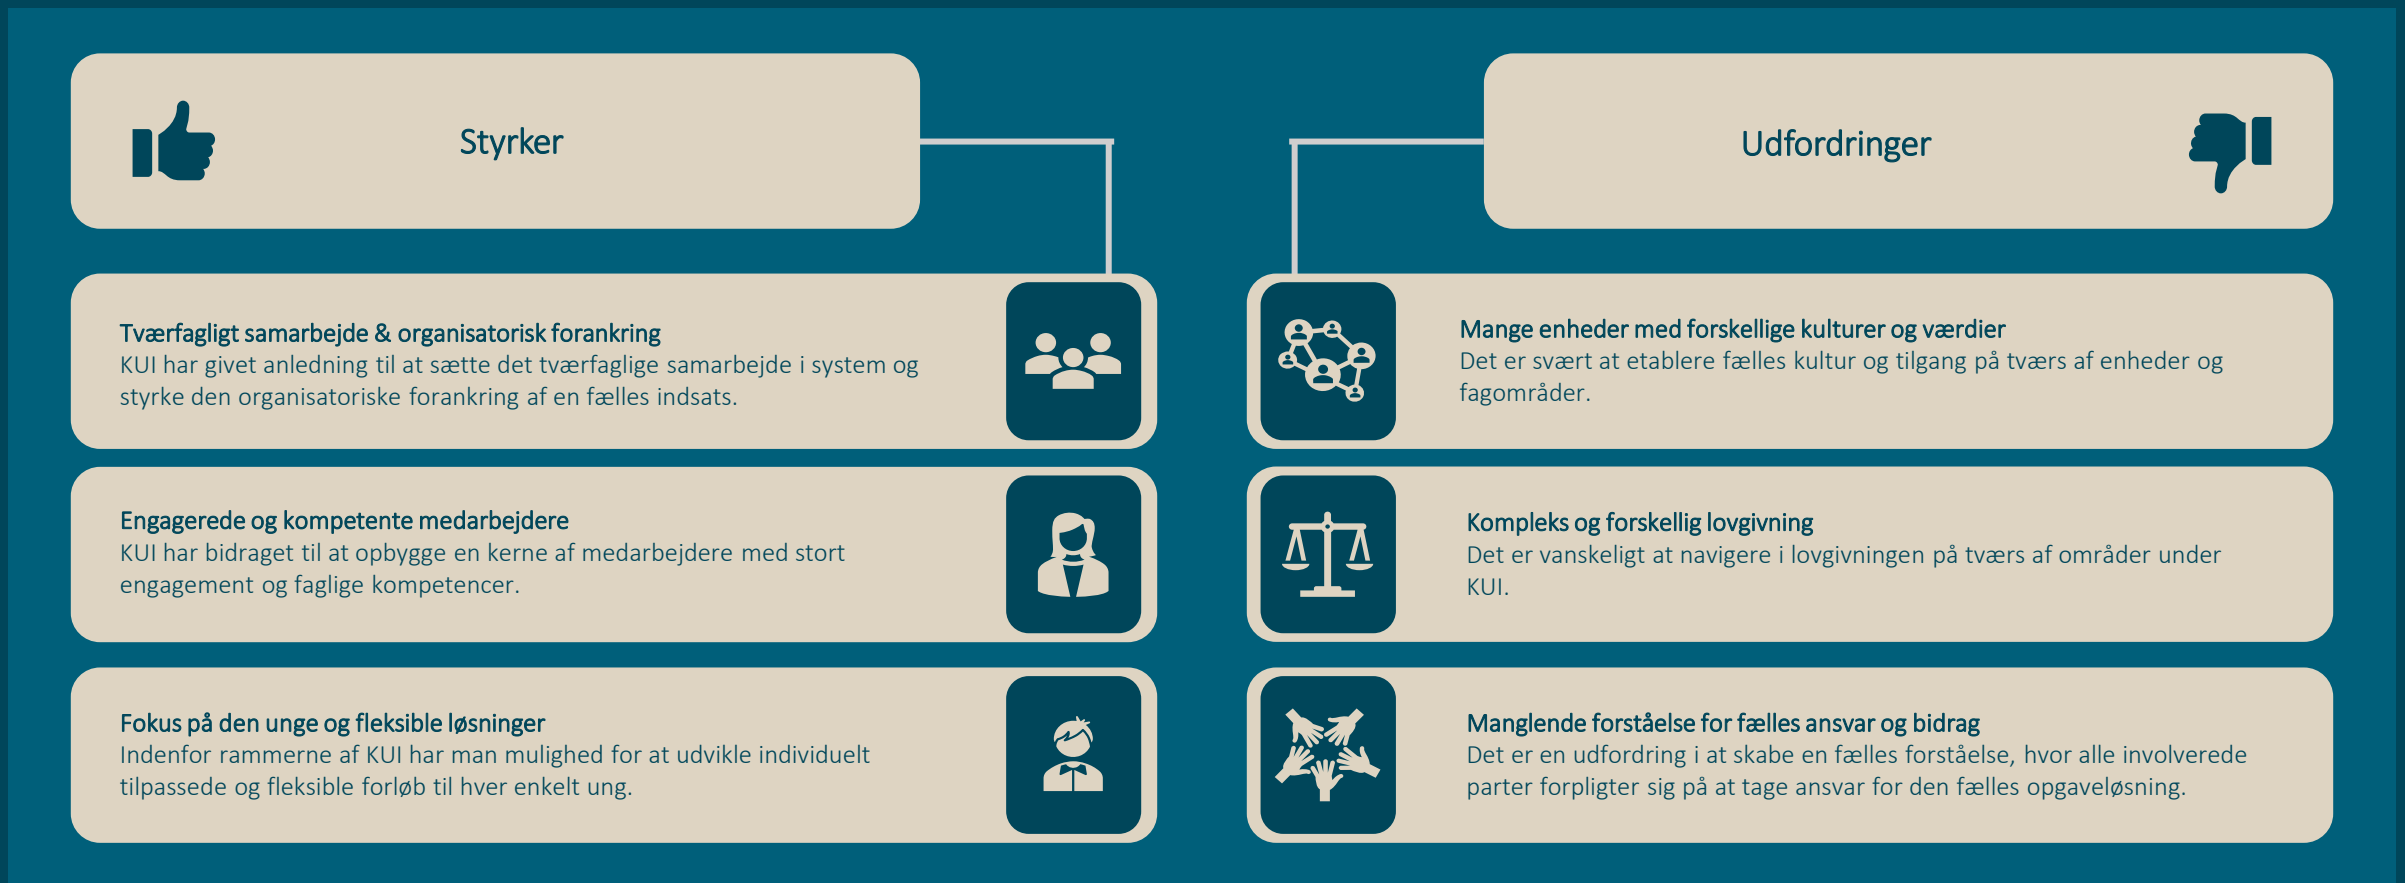 Styrker
Tværfagligt samarbejde & organisatorisk forankring
KUI har givet anledning til at sætte det tværfaglige samarbejde i system og
styrke den organisatoriske forankring af en fælles indsats.
Engagerede og kompetente medarbejdere
KUI har bidraget til at opbygge en kerne af medarbejdere med stort
engagement og faglige kompetencer.
Fokus på den unge og fleksible løsninger
Indenfor rammerne af KUI har man mulighed for at udvikle individuelt
tilpassede og fleksible forløb til hver enkelt ung.
Udfordringer
Mange enheder med forskellige kulturer og værdier
Det er svært at etablere fælles kultur og tilgang på tværs af enheder og
fagområder.
Kompleks og forskellig lovgivning
Det er vanskeligt at navigere i lovgivningen på tværs af områder under
KUI.
Manglende forståelse for fælles ansvar og bidrag
Det er en udfordring i at skabe en fælles forståelse, hvor alle involverede
parter forpligter sig på at tage ansvar for den fælles opgaveløsning.